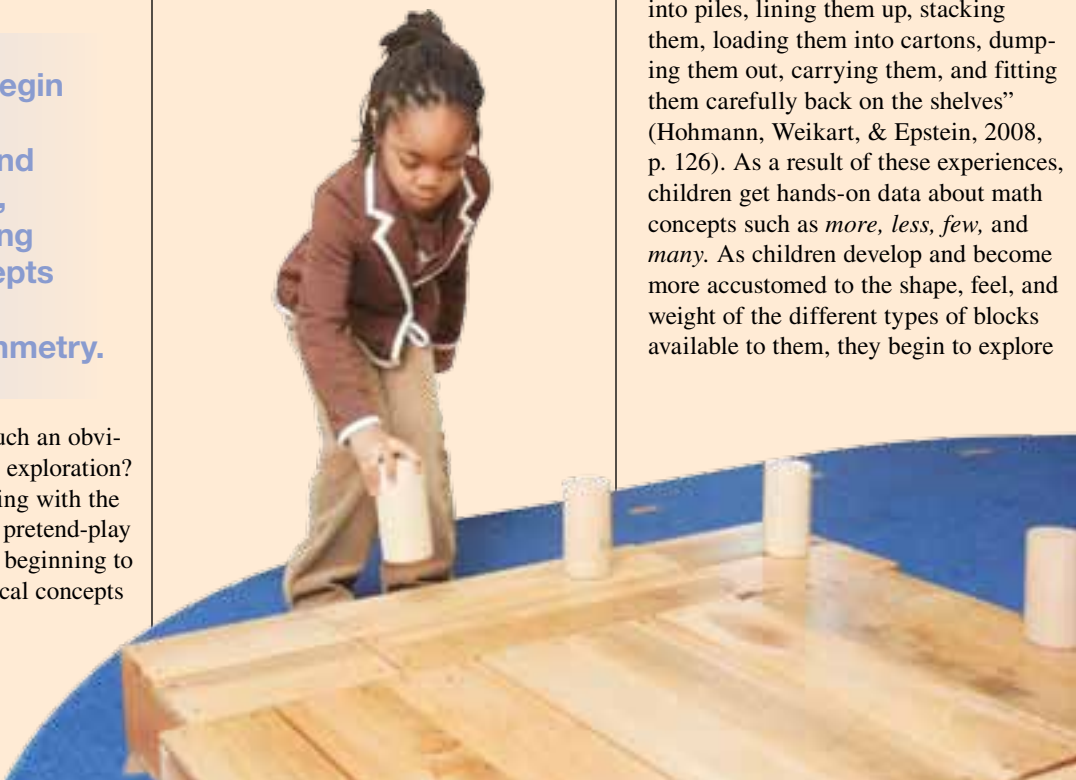 egin
nd
,
ng
epts
mmetry.
uch an obvi-
exploration?
ing with the
pretend-play
beginning to
cal concepts
into piles, lining them up, stacking
them, loading them into cartons, dump-
ing them out, carrying them, and fitting
them carefully back on the shelves”
(Hohmann, Weikart, & Epstein, 2008,
p. 126). As a result of these experiences,
children get hands-on data about math
concepts such as more, less, few, and
many. As children develop and become
more accustomed to the shape, feel, and
weight of the different types of blocks
available to them, they begin to explore